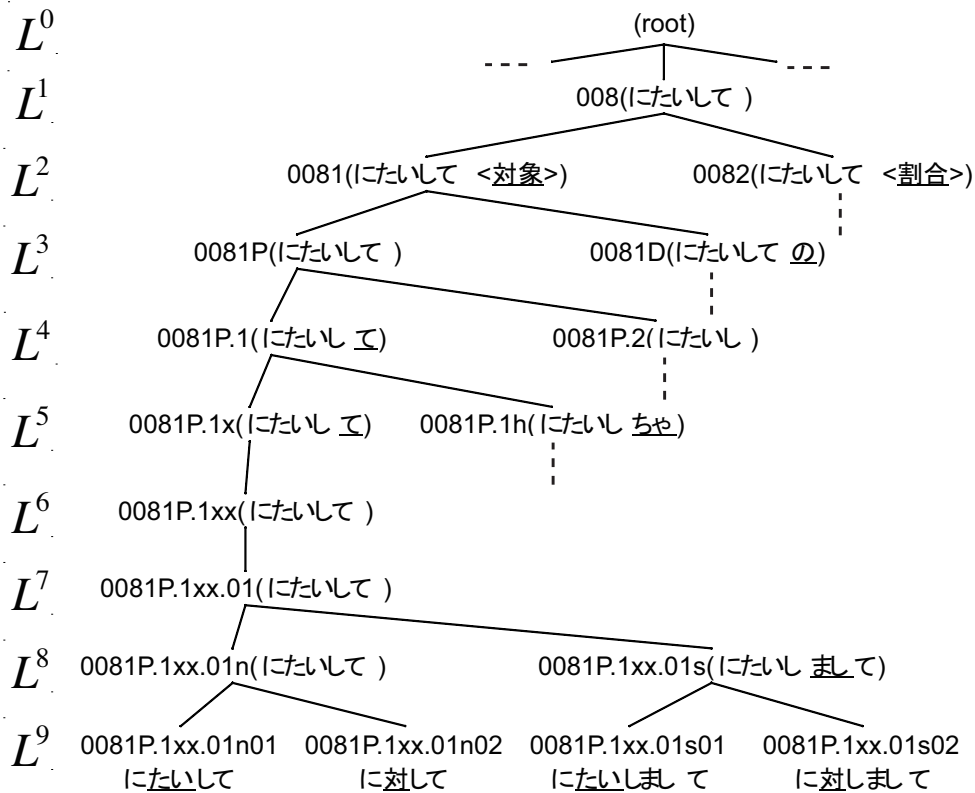 L0 (root)
L1 008(にたいして )
L2 0081(にたいして <対象>) 0082(にたいして <割合>)
L3 0081P(にたいして ) 0081D(にたいして の)
L4 0081P.1(にたいし て) 0081P.2(にたいし )
L5 0081P.1x(にたいし て) 0081P.1h(にたいし ちゃ)
L6 0081P.1xx(にたいして )
L7 0081P.1xx.01(にたいして )
L8 0081P.1xx.01n(にたいして ) 0081P.1xx.01s(にたいし まして)
L9 0081P.1xx.01n01 0081P.1xx.01n02 0081P.1xx.01s01 0081P.1xx.01s02
にたいして に対して にたいしまし て に対しまし て